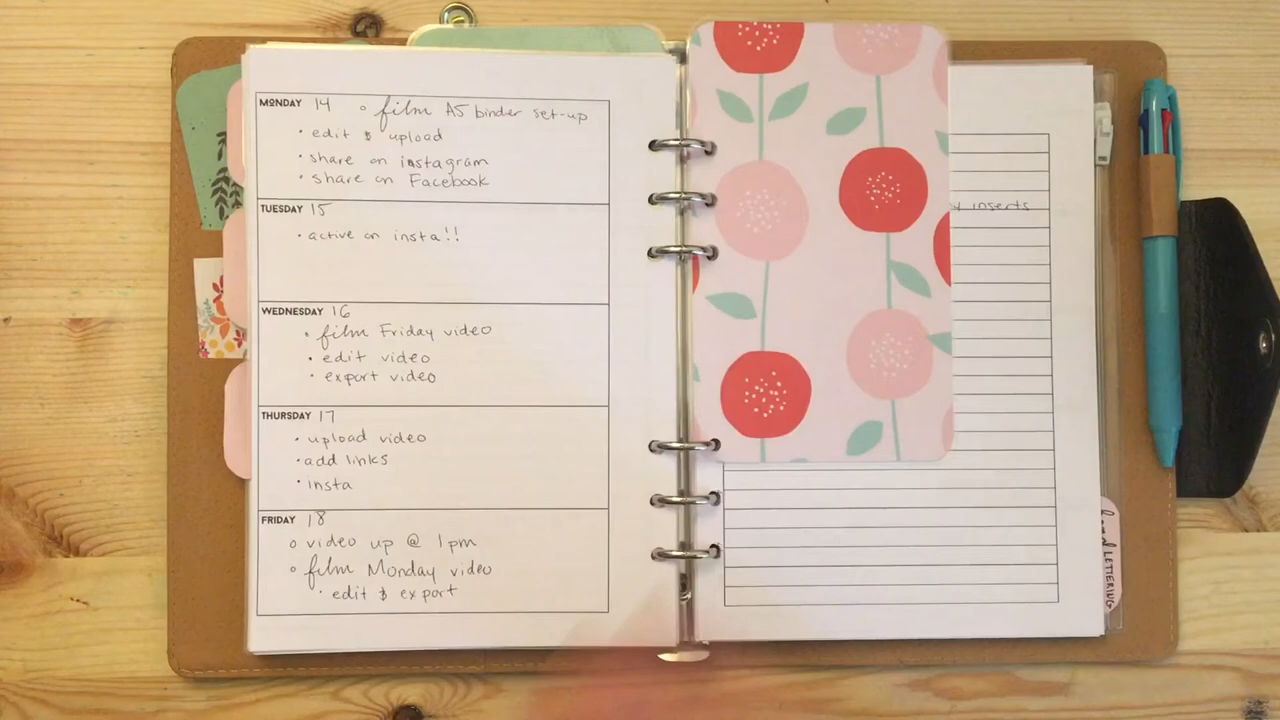 MONDAY 14 o film A5 binder set-up
• edit & upload
• share on instagram
• share on Facebook
TUESDAY 15
• active on insta!!
WEDNESDAY 16
• film Friday video
• edit video
• export video
THURSDAY 17
• upload video
• add links
• insta
FRIDAY 18
o video up @ 1pm
o film Monday video
• edit & export
inserts
LETTERING